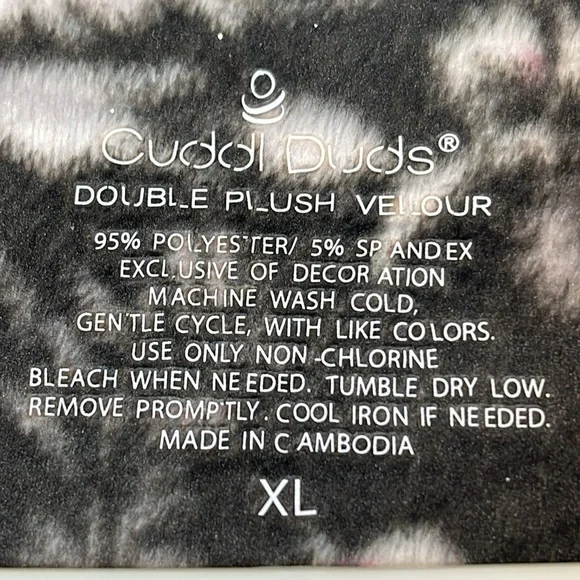 Cuddl Duds®
DOUBLE PLUSH VELOUR
95% POLYESTER/ 5% SPANDEX
EXCLUSIVE OF DECORATION
MACHINE WASH COLD,
GENTLE CYCLE, WITH LIKE COLORS.
USE ONLY NON-CHLORINE
BLEACH WHEN NEEDED. TUMBLE DRY LOW.
REMOVE PROMPTLY. COOL IRON IF NEEDED.
MADE IN CAMBODIA
XL